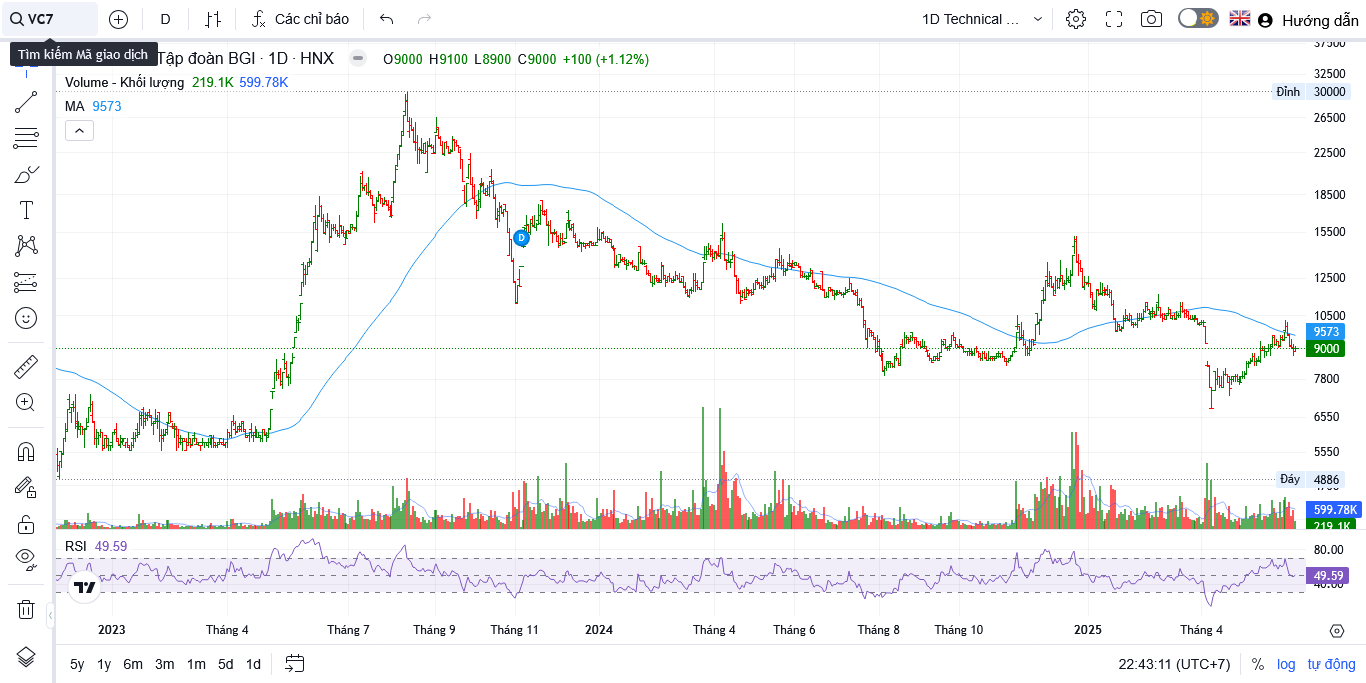 VC7 D Các chỉ báo 1D Technical ... Hướng dẫn
Tìm kiếm Mã giao dịch
Tập đoàn BGI · 1D · HNX O9000 H9100 L8900 C9000 +100 (+1.12%)
Volume - Khối lượng 219.1K 599.78K
MA 9573
37500
32500
Đỉnh 30000
26500
22500
18500
15500
12500
10500
9573
9000
7800
6550
5550
Đáy 4886
599.78K
219.1K
D
RSI 49.59
80.00
49.59
40.00
2023 Tháng 4 Tháng 7 Tháng 9 Tháng 11 2024 Tháng 4 Tháng 6 Tháng 8 Tháng 10 2025 Tháng 4
5y 1y 6m 3m 1m 5d 1d 22:43:11 (UTC+7) % log tự động